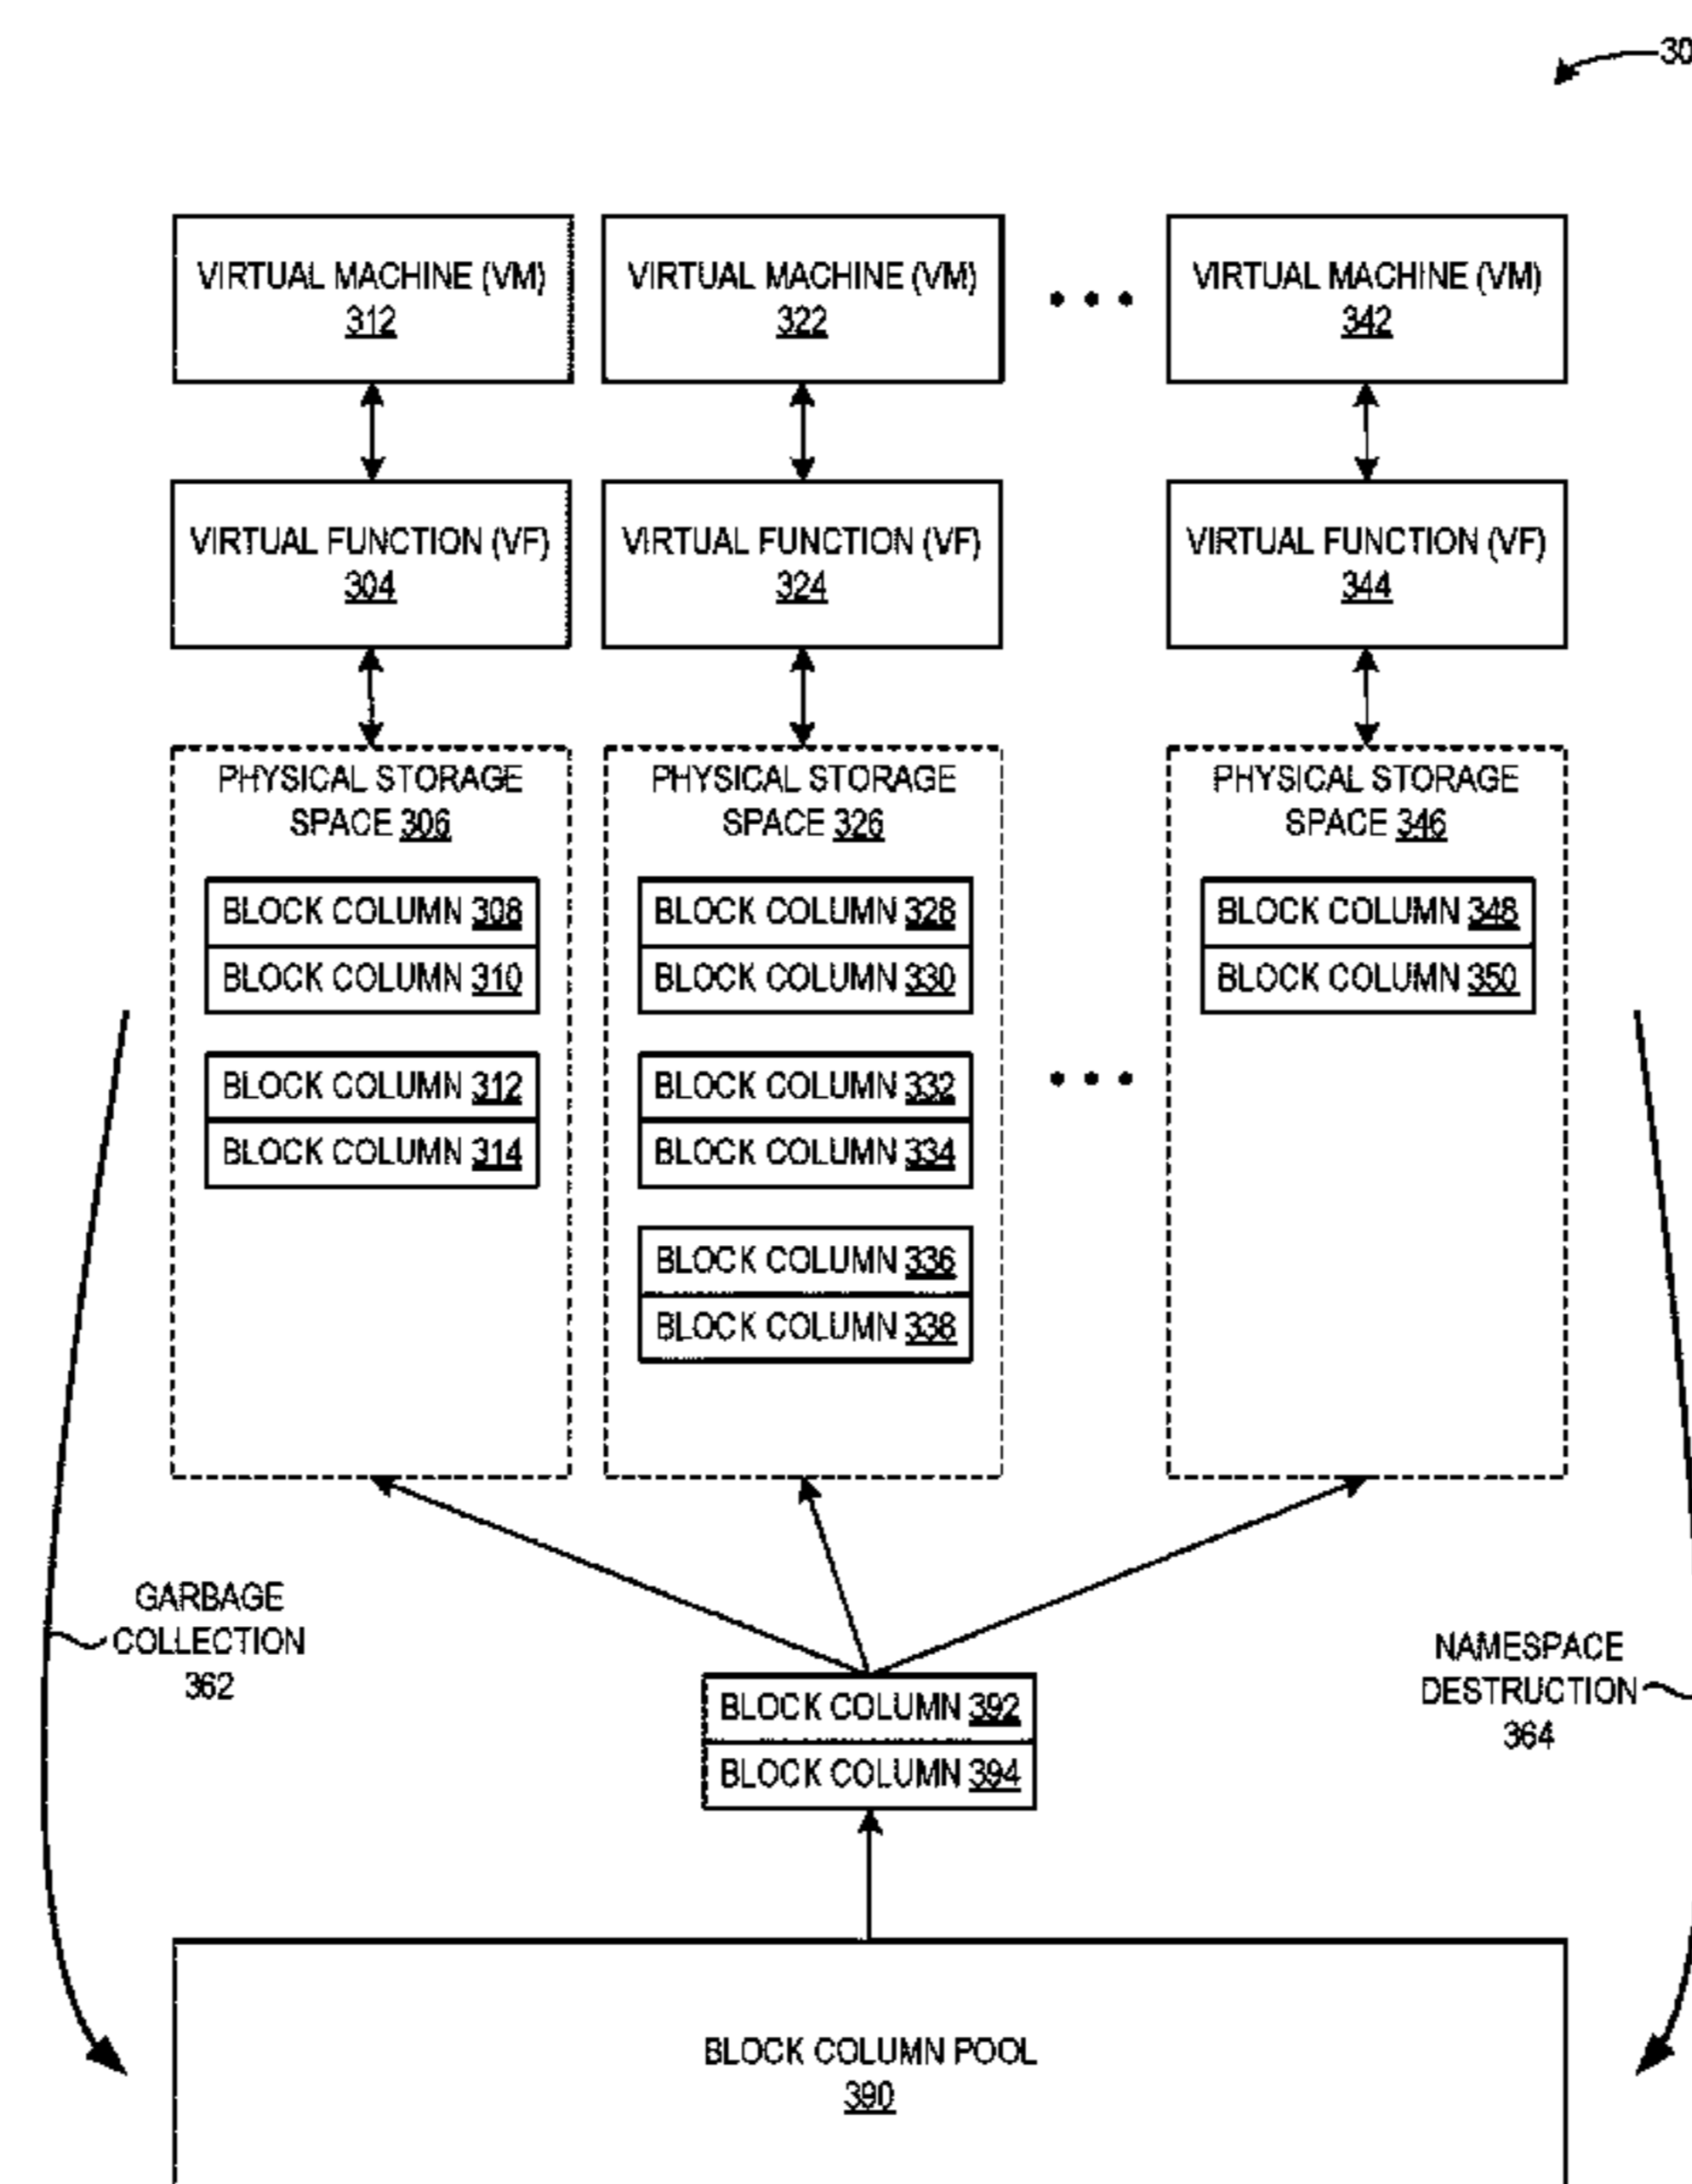 30
VIRTUAL MACHINE (VM)
312
VIRTUAL MACHINE (VM)
322
VIRTUAL MACHINE (VM)
342
VIRTUAL FUNCTION (VF)
304
VIRTUAL FUNCTION (VF)
324
VIRTUAL FUNCTION (VF)
344
PHYSICAL STORAGE
SPACE 306
BLOCK COLUMN 308
BLOCK COLUMN 310
BLOCK COLUMN 312
BLOCK COLUMN 314
PHYSICAL STORAGE
SPACE 326
BLOCK COLUMN 328
BLOCK COLUMN 330
BLOCK COLUMN 332
BLOCK COLUMN 334
BLOCK COLUMN 336
BLOCK COLUMN 338
PHYSICAL STORAGE
SPACE 346
BLOCK COLUMN 348
BLOCK COLUMN 350
GARBAGE
COLLECTION
362
BLOCK COLUMN 392
BLOCK COLUMN 394
NAMESPACE
DESTRUCTION
364
BLOCK COLUMN POOL
390